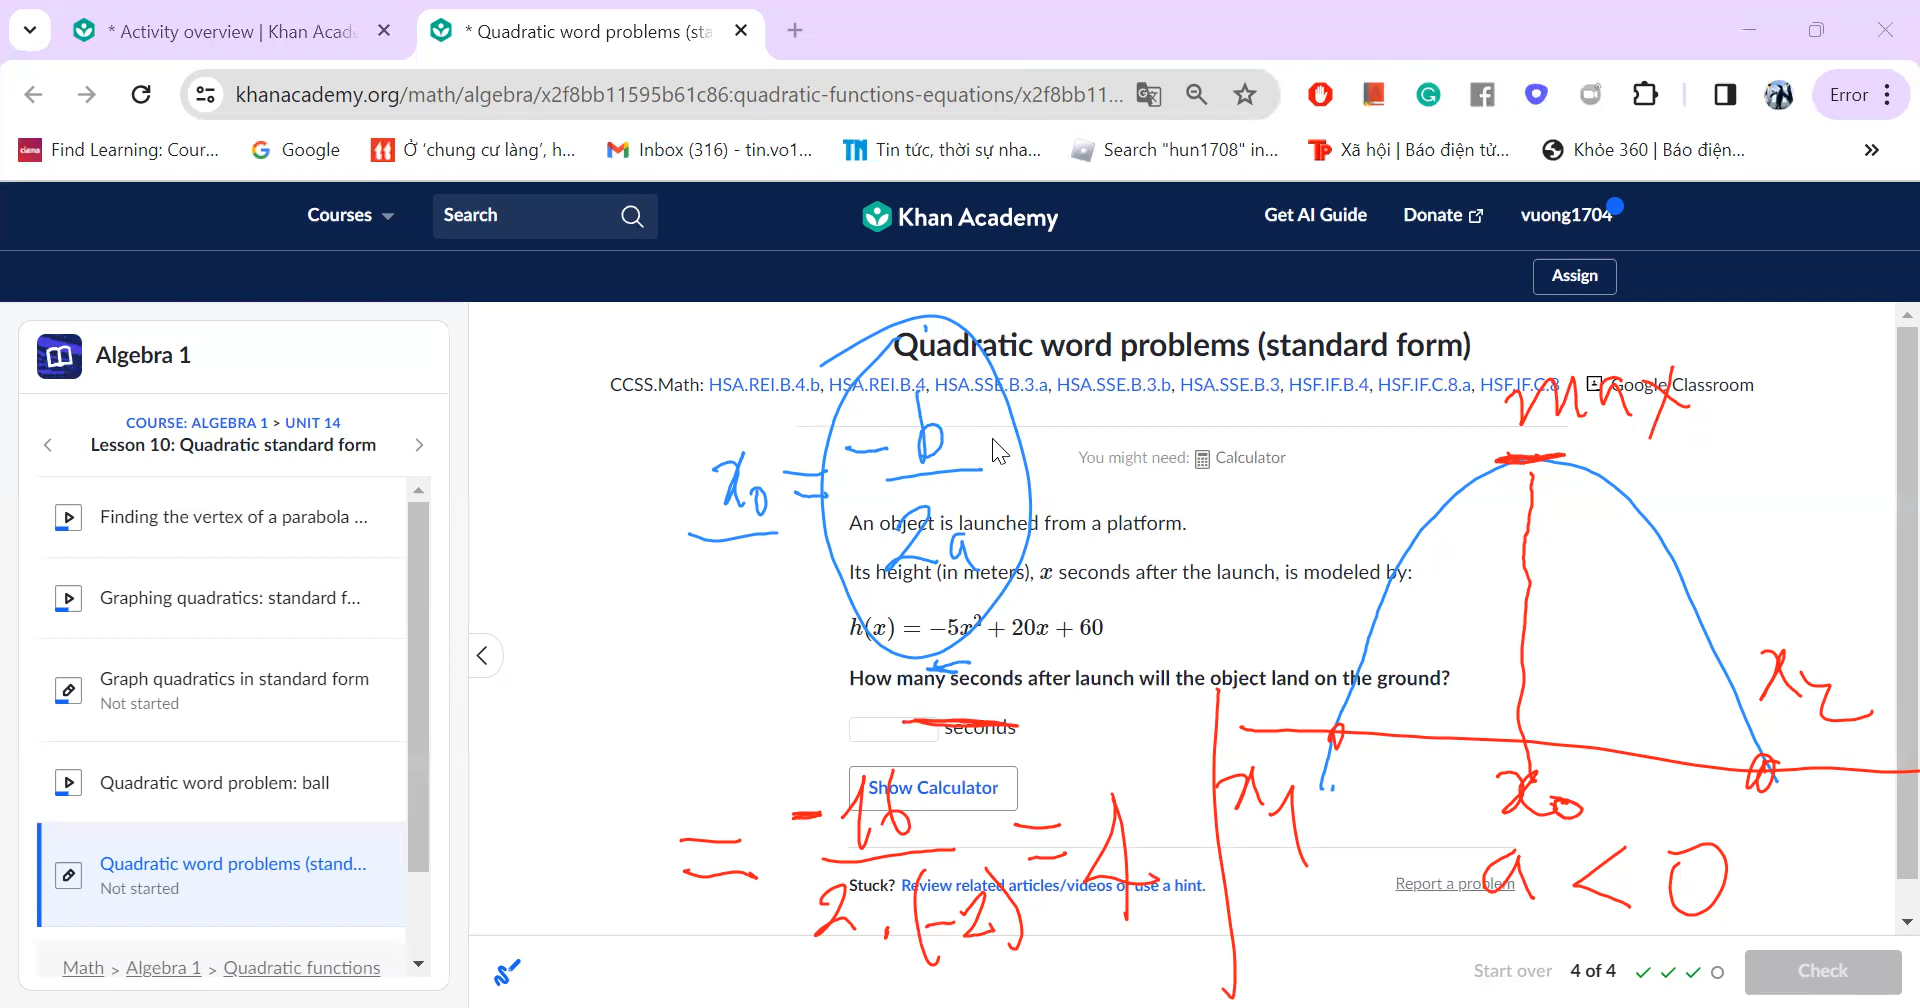 * Activity overview | Khan Acad
* Quadratic word problems (sta
khanacademy.org/math/algebra/x2f8bb11595b61c86:quadratic-functions-equations/x2f8bb11...
Error
Find Learning: Cour...
Google
Ở 'chung cư làng', h...
Inbox (316) - tin.vo1...
Tin tức, thời sự nha...
Search "hun1708" in...
Xã hội | Báo điện tử...
Khỏe 360 | Báo điện...
Courses
Search
Khan Academy
Get AI Guide
Donate
vuong1704
Assign
Algebra 1
COURSE: ALGEBRA 1 > UNIT 14
Lesson 10: Quadratic standard form
Finding the vertex of a parabola ...
Graphing quadratics: standard f...
Graph quadratics in standard form
Not started
Quadratic word problem: ball
Quadratic word problems (stand...
Not started
Math > Algebra 1 > Quadratic functions
Quadratic word problems (standard form)
CCSS.Math: HSA.REI.B.4.b, HSA.REI.B.4, HSA.SSE.B.3.a, HSA.SSE.B.3.b, HSA.SSE.B.3, HSF.IF.B.4, HSF.IF.C.8.a, HSF.IF.C.8
Google Classroom
max
You might need: Calculator
x₀ = -b/2a
An object is launched from a platform.
Its height (in meters), x seconds after the launch, is modeled by:
h(x) = −5x² + 20x + 60
How many seconds after launch will the object land on the ground?
seconds
x₂
x₁
x₀
Show Calculator
= -16/2.(-2) = 4
a < 0
Stuck? Review related articles/videos or use a hint.
Report a problem
Start over
4 of 4
Check